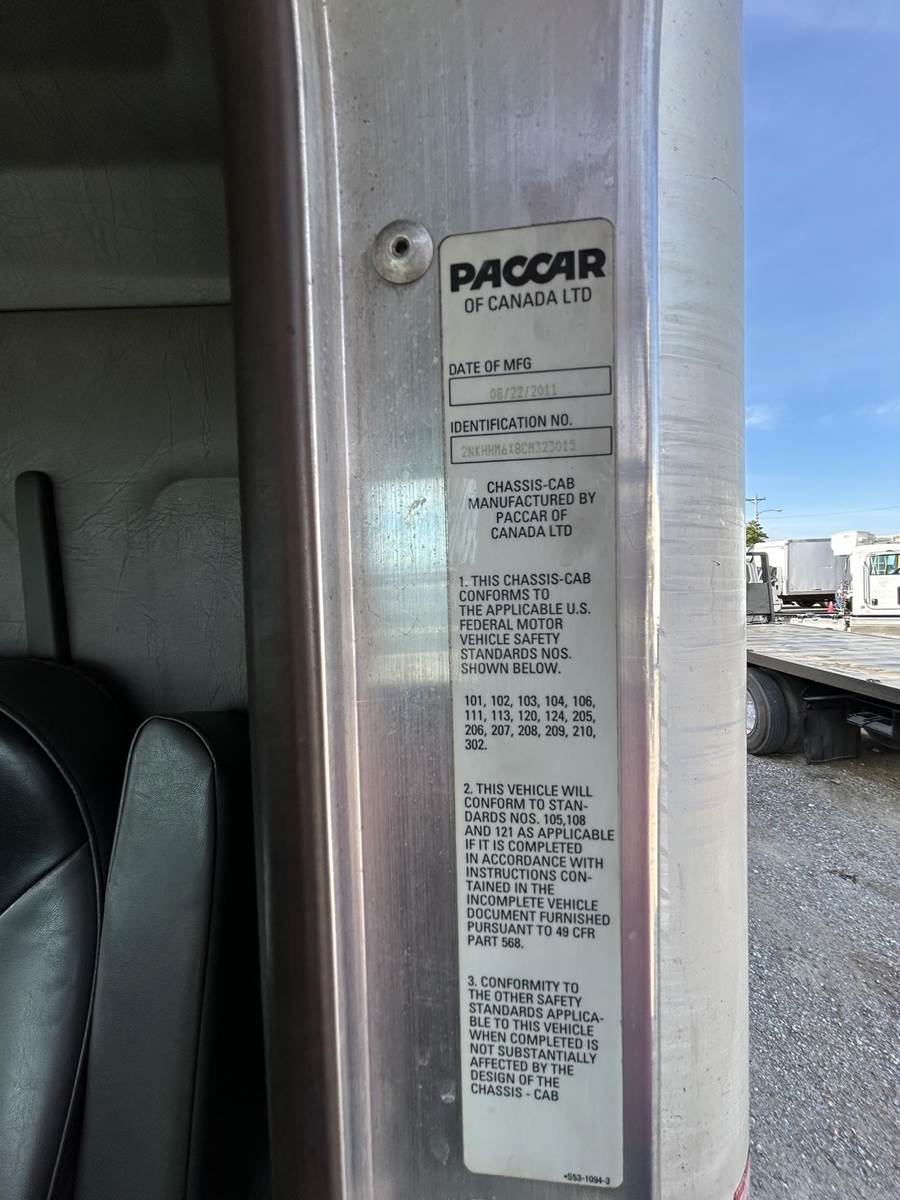 PACCAR
OF CANADA LTD
DATE OF MFG
08/22/2011
IDENTIFICATION NO.
2NKHHM6X8CM323015
CHASSIS-CAB
MANUFACTURED BY
PACCAR OF
CANADA LTD
1. THIS CHASSIS-CAB
CONFORMS TO
THE APPLICABLE U.S.
FEDERAL MOTOR
VEHICLE SAFETY
STANDARDS NOS.
SHOWN BELOW.
101, 102, 103, 104, 106,
111, 113, 120, 124, 205,
206, 207, 208, 209, 210,
302.
2. THIS VEHICLE WILL
CONFORM TO STAN-
DARDS NOS. 105,108
AND 121 AS APPLICABLE
IF IT IS COMPLETED
IN ACCORDANCE WITH
INSTRUCTIONS CON-
TAINED IN THE
INCOMPLETE VEHICLE
DOCUMENT FURNISHED
PURSUANT TO 49 CFR
PART 568.
3. CONFORMITY TO
THE OTHER SAFETY
STANDARDS APPLICA-
BLE TO THIS VEHICLE
WHEN COMPLETED IS
NOT SUBSTANTIALLY
AFFECTED BY THE
DESIGN OF THE
CHASSIS - CAB
•S53-1094-3